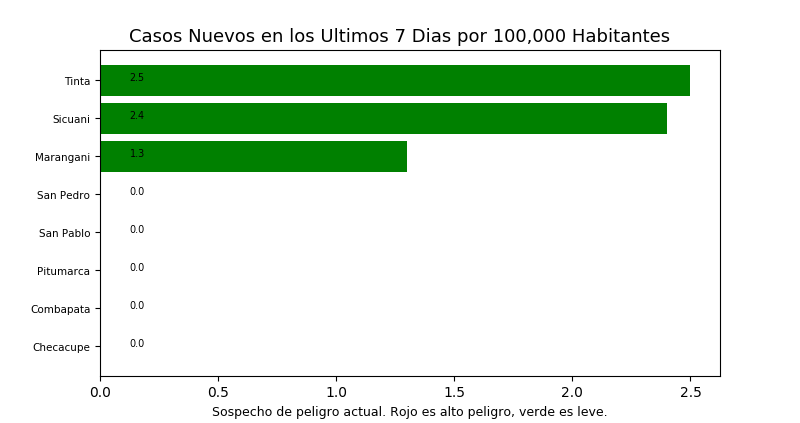 Casos Nuevos en los Ultimos 7 Dias por 100,000 Habitantes
Tinta 2.5
Sicuani 2.4
Marangani 1.3
San Pedro 0.0
San Pablo 0.0
Pitumarca 0.0
Combapata 0.0
Checacupe 0.0
0.0 0.5 1.0 1.5 2.0 2.5
Sospecho de peligro actual. Rojo es alto peligro, verde es leve.